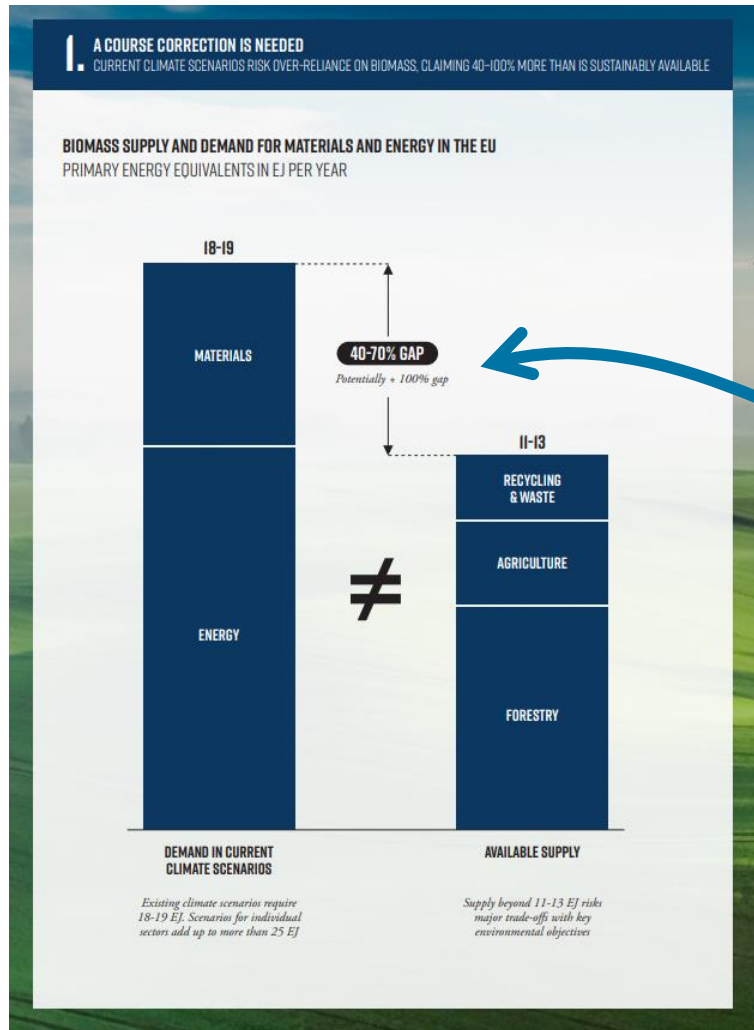 1. A COURSE CORRECTION IS NEEDED
CURRENT CLIMATE SCENARIOS RISK OVER-RELIANCE ON BIOMASS, CLAIMING 40-100% MORE THAN IS SUSTAINABLY AVAILABLE
BIOMASS SUPPLY AND DEMAND FOR MATERIALS AND ENERGY IN THE EU
PRIMARY ENERGY EQUIVALENTS IN EJ PER YEAR
18-19
MATERIALS
40-70% GAP
Potentially + 100% gap
11-13
RECYCLING
& WASTE
AGRICULTURE
≠
ENERGY
FORESTRY
DEMAND IN CURRENT
CLIMATE SCENARIOS
Existing climate scenarios require
18-19 EJ. Scenarios for individual
sectors add up to more than 25 EJ
AVAILABLE SUPPLY
Supply beyond 11-13 EJ risks
major trade-offs with key
environmental objectives